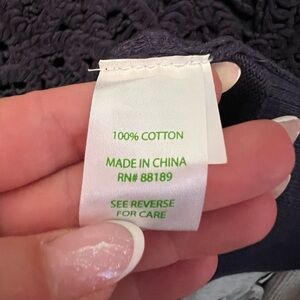 100% COTTON
MADE IN CHINA
RN# 88189
SEE REVERSE
FOR CARE